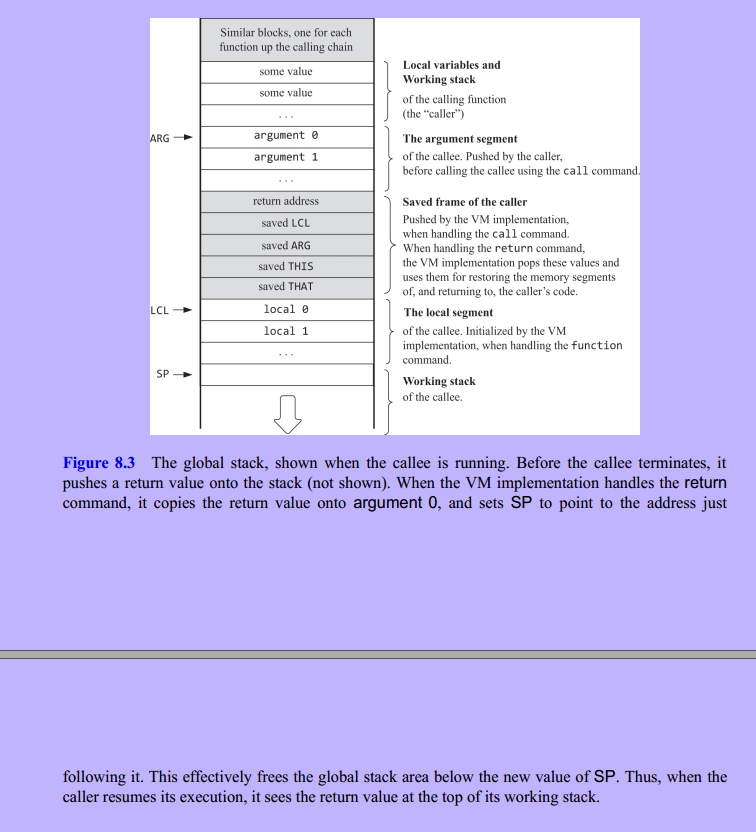 Similar blocks, one for each
function up the calling chain
some value
some value
...
ARG
argument 0
argument 1
...
return address
saved LCL
saved ARG
saved THIS
saved THAT
LCL
local 0
local 1
...
SP
Local variables and
Working stack
of the calling function
(the “caller”)
The argument segment
of the callee. Pushed by the caller,
before calling the callee using the call command.
Saved frame of the caller
Pushed by the VM implementation,
when handling the call command.
When handling the return command,
the VM implementation pops these values and
uses them for restoring the memory segments
of, and returning to, the caller’s code.
The local segment
of the callee. Initialized by the VM
implementation, when handling the function
command.
Working stack
of the callee.
Figure 8.3 The global stack, shown when the callee is running. Before the callee terminates, it
pushes a return value onto the stack (not shown). When the VM implementation handles the return
command, it copies the return value onto argument 0, and sets SP to point to the address just
following it. This effectively frees the global stack area below the new value of SP. Thus, when the
caller resumes its execution, it sees the return value at the top of its working stack.